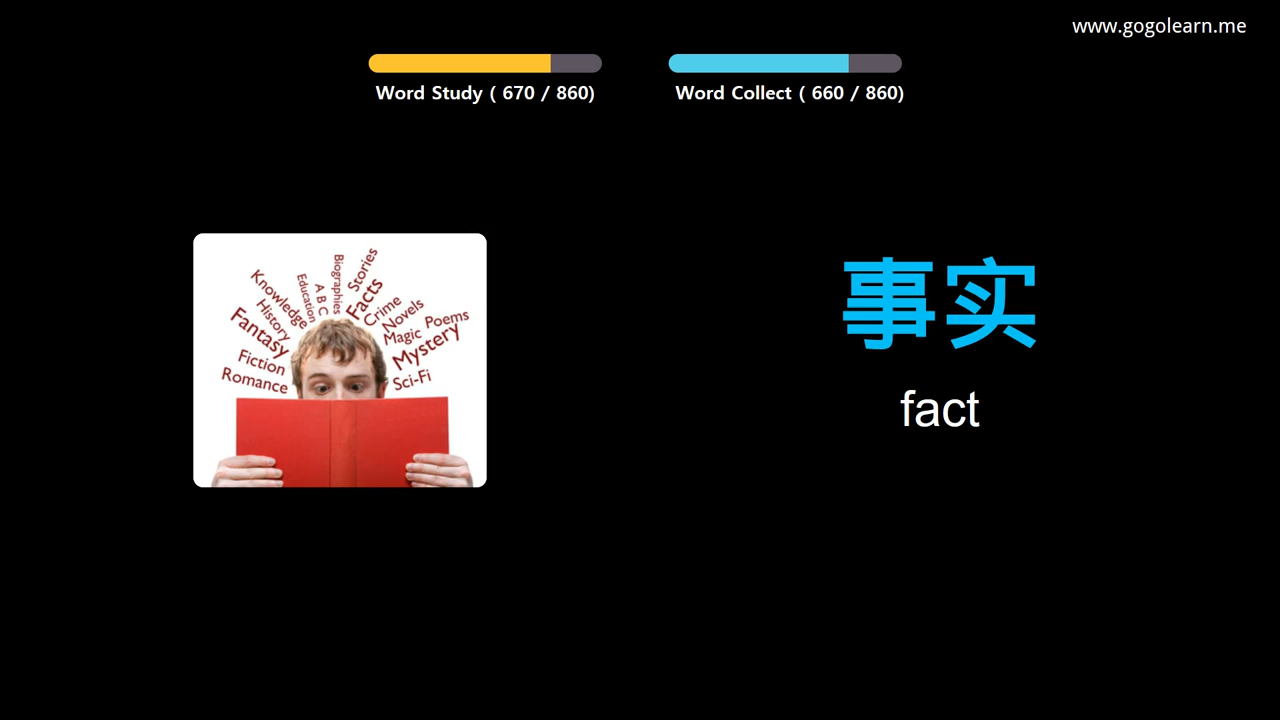 www.gogolearn.me
Word Study ( 670 / 860)
Word Collect ( 660 / 860)
Knowledge
History
Fantasy
Fiction
Romance
Education
A B C
Biographies
Stories
Facts
Crime
Novels
Magic
Poems
Mystery
Sci-Fi
事实
fact